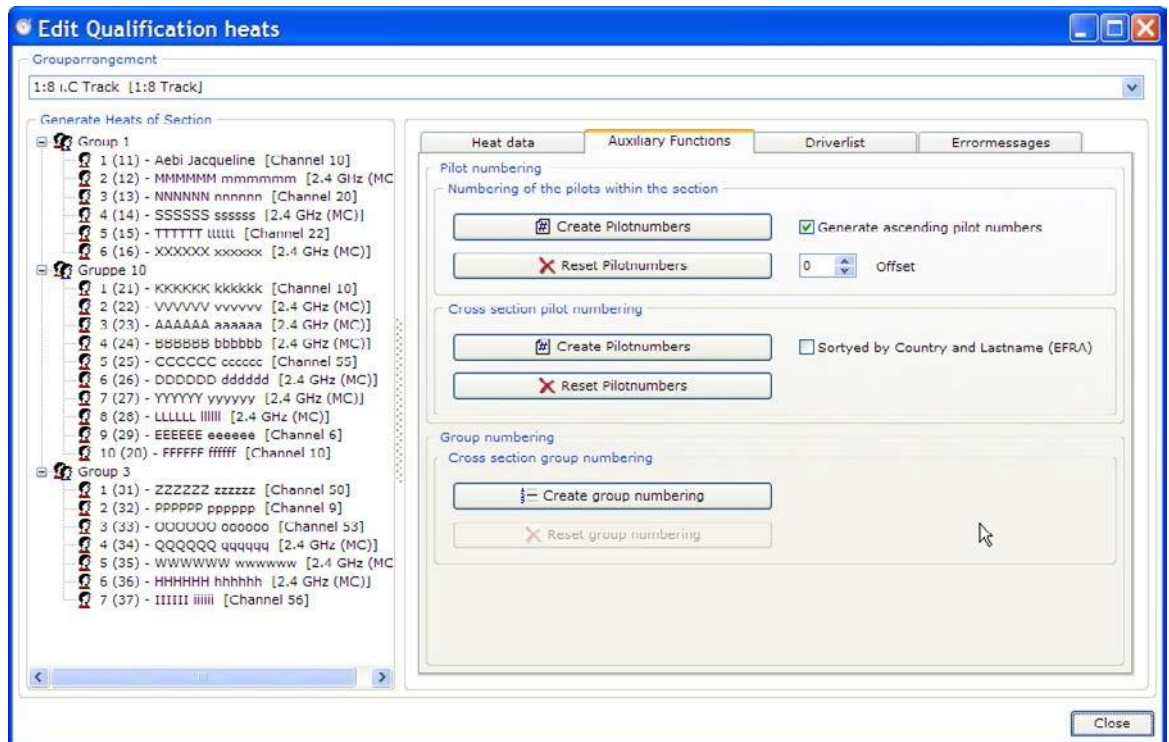 Edit Qualification heats
Grouparrangement
1:8 I.C Track [1:8 Track]
Generate Heats of Section
Group 1
1 (11) - Aebi Jacqueline [Channel 10]
2 (12) - MMMMMM mmmmmm [2.4 GHz (MC
3 (13) - NNNNNN nnnnnn [Channel 20]
4 (14) - SSSSSS ssssss [2.4 GHz (MC)]
5 (15) - TTTTTT tttttt [Channel 22]
6 (16) - XXXXXX xxxxxx [2.4 GHz (MC)]
Gruppe 10
1 (21) - KKKKKK kkkkkk [Channel 10]
2 (22) - VVVVVV vvvvvv [2.4 GHz (MC)]
3 (23) - AAAAAA aaaaaa [2.4 GHz (MC)]
4 (24) - BBBBBB bbbbbb [2.4 GHz (MC)]
5 (25) - CCCCCC cccccc [Channel 55]
6 (26) - DDDDDD dddddd [2.4 GHz (MC)]
7 (27) - YYYYYY yyyyyy [2.4 GHz (MC)]
8 (28) - LLLLLL llllll [2.4 GHz (MC)]
9 (29) - EEEEEE eeeeee [Channel 6]
10 (20) - FFFFFF ffffff [Channel 10]
Group 3
1 (31) - ZZZZZZ zzzzzz [Channel 50]
2 (32) - PPPPPP pppppp [Channel 9]
3 (33) - OOOOOO oooooo [Channel 53]
4 (34) - QQQQQQ qqqqqq [2.4 GHz (MC)]
5 (35) - WWWWWW wwwwww [2.4 GHz (MC
6 (36) - HHHHHH hhhhhh [2.4 GHz (MC)]
7 (37) - IIIIII iiiiii [Channel 56]
Heat data
Auxiliary Functions
Driverlist
Errormessages
Pilot numbering
Numbering of the pilots within the section
Create Pilotnumbers
Generate ascending pilot numbers
Reset Pilotnumbers
0 Offset
Cross section pilot numbering
Create Pilotnumbers
Sortyed by Country and Lastname (EFRA)
Reset Pilotnumbers
Group numbering
Cross section group numbering
Create group numbering
Reset group numbering
Close